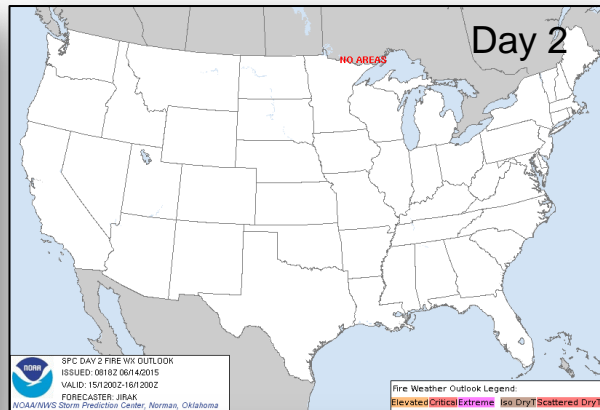 Day 2
NO AREAS
NOAA
SPC DAY 2 FIRE WX OUTLOOK
ISSUED: 0818Z 06/14/2015
VALID: 15/1200Z-16/1200Z
FORECASTER: JIRAK
NOAA/NWS Storm Prediction Center, Norman, Oklahoma
Fire Weather Outlook Legend:
Elevated Critical Extreme Iso DryT Scattered DryT